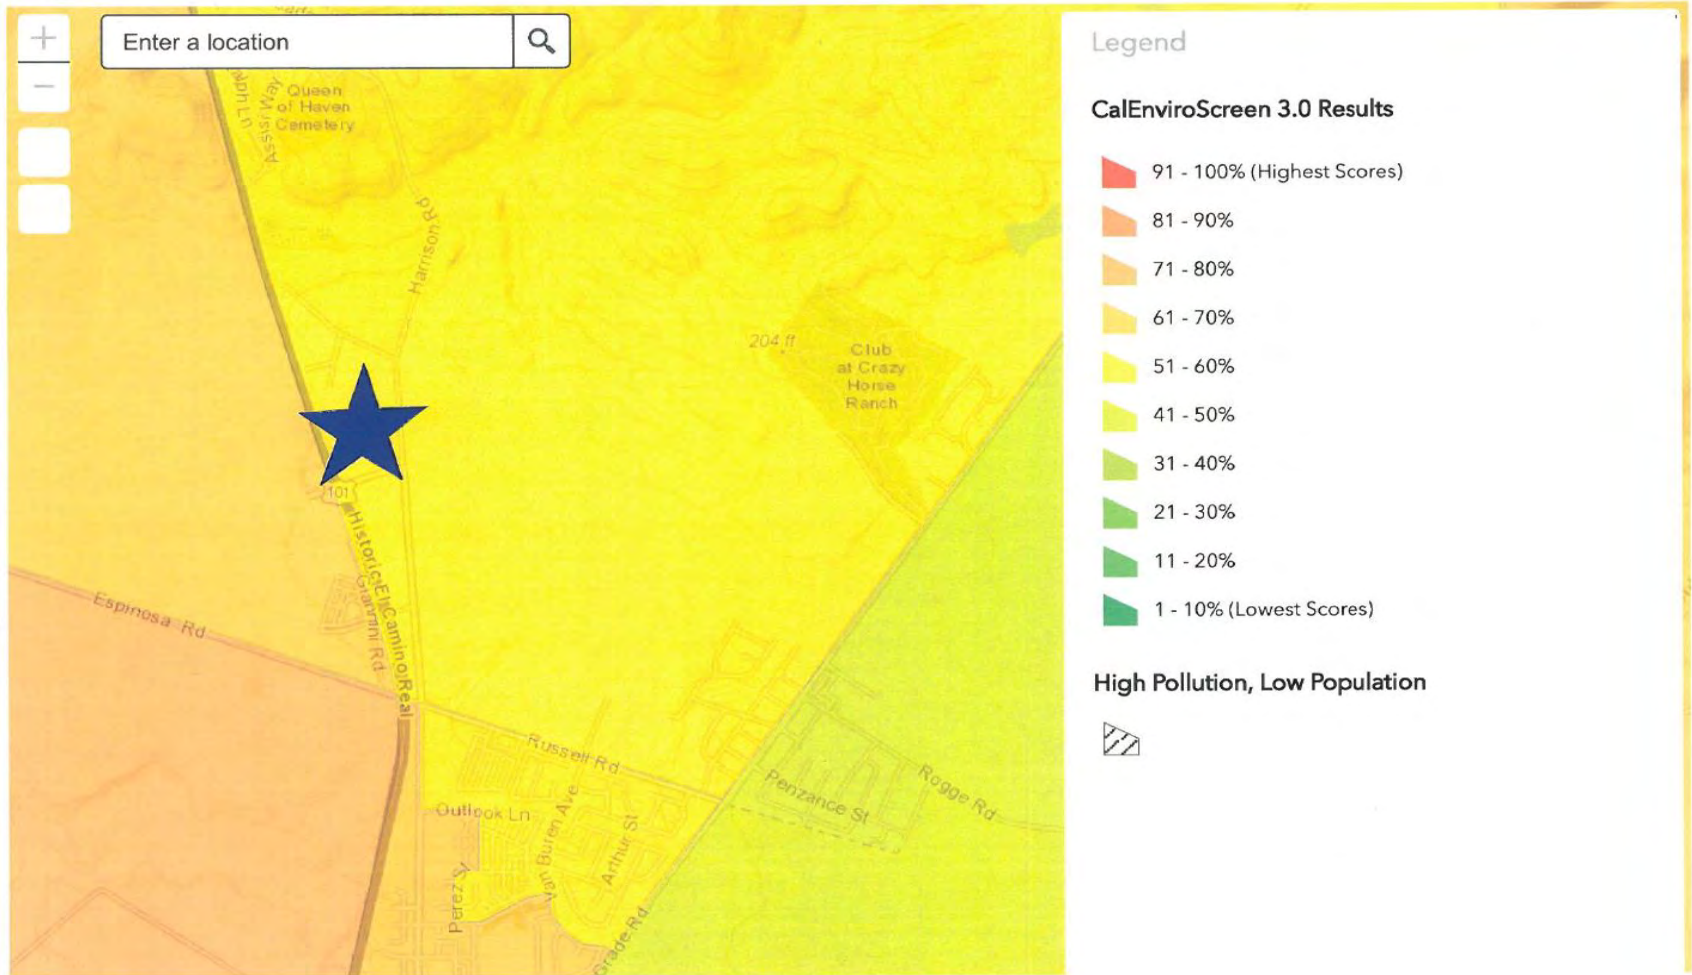 +
Enter a location
−
alph Ln
Assisi Way
Queen
of Haven
Cemetery
Harrison Rd
204 ft
Club
at Crazy
Horse
Ranch
101
Historic El Camino Real
Giannini Rd
Espinosa Rd
Russell Rd
Outlook Ln
Van Buren Ave
Arthur St
Perez S
Penzance St
Rogge Rd
Grade Rd
Legend
CalEnviroScreen 3.0 Results
91 - 100% (Highest Scores)
81 - 90%
71 - 80%
61 - 70%
51 - 60%
41 - 50%
31 - 40%
21 - 30%
11 - 20%
1 - 10% (Lowest Scores)
High Pollution, Low Population